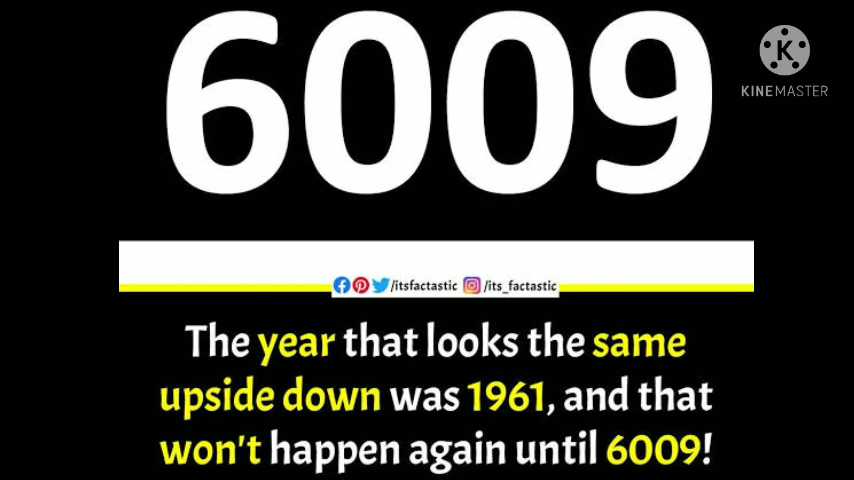 6009
KINEMASTER
/itsfactastic /its_factastic
The year that looks the same
upside down was 1961, and that
won't happen again until 6009!